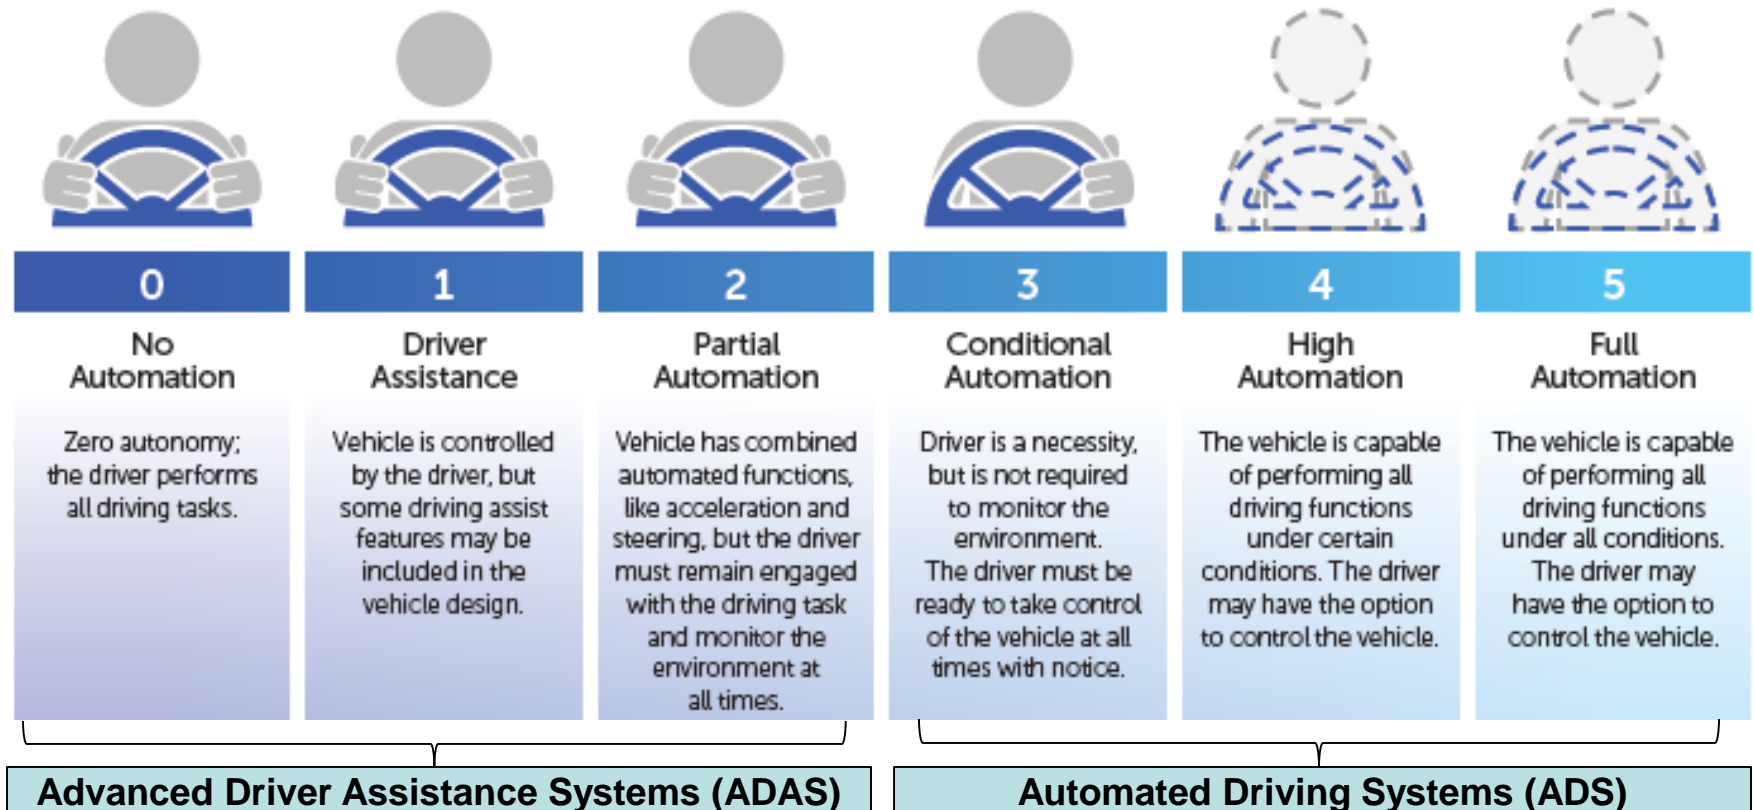 0
No
Automation
Zero autonomy;
the driver performs
all driving tasks.
1
Driver
Assistance
Vehicle is controlled
by the driver, but
some driving assist
features may be
included in the
vehicle design.
2
Partial
Automation
Vehicle has combined
automated functions,
like acceleration and
steering, but the driver
must remain engaged
with the driving task
and monitor the
environment at
all times.
3
Conditional
Automation
Driver is a necessity,
but is not required
to monitor the
environment.
The driver must be
ready to take control
of the vehicle at all
times with notice.
4
High
Automation
The vehicle is capable
of performing all
driving functions
under certain
conditions. The driver
may have the option
to control the vehicle.
5
Full
Automation
The vehicle is capable
of performing all
driving functions
under all conditions.
The driver may
have the option to
control the vehicle.
Advanced Driver Assistance Systems (ADAS)
Automated Driving Systems (ADS)